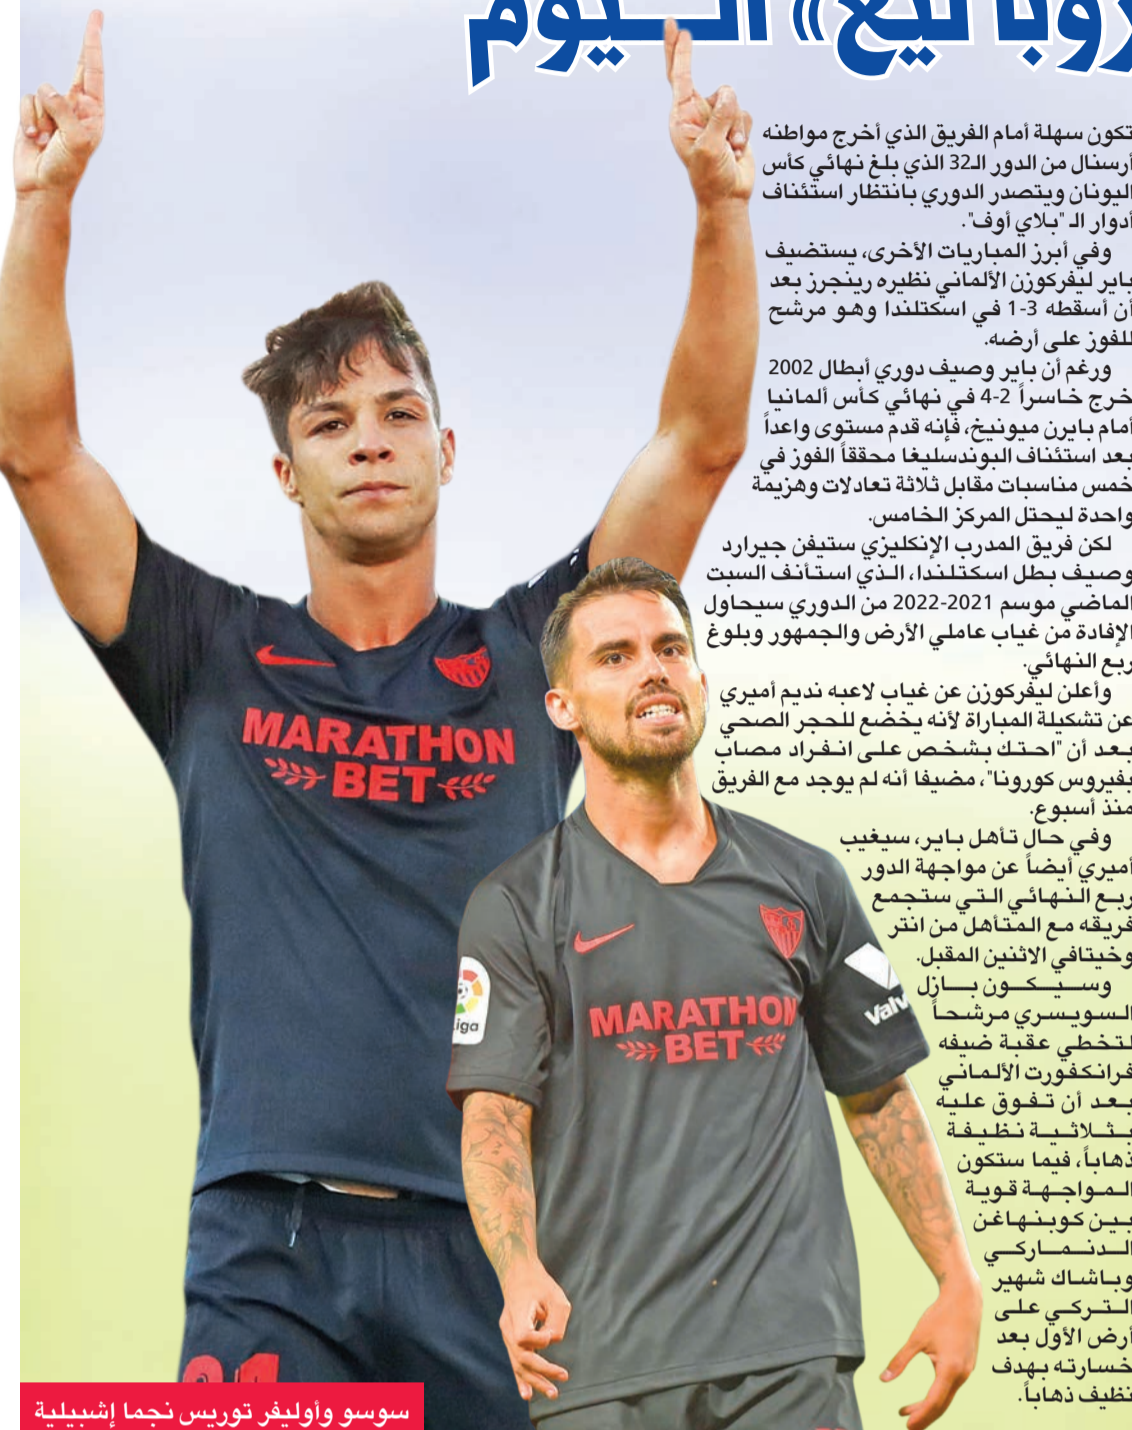 روبا ليغ» اليوم
تكون سهلة أمام الفريق الذي أخرج مواطنه
أرسنال من الدور الـ32 الذي بلغ نهائي كأس
اليونان ويتصدر الدوري بانتظار استئناف
أدوار الـ "بلاي أوف".
وفي أبرز المباريات الأخرى، يستضيف
باير ليفركوزن الألماني نظيره رينجرز بعد
أن أسقطه 3-1 في اسكتلندا وهو مرشح
للفوز على أرضه.
ورغم أن باير وصيف دوري أبطال 2002
خرج خاسراً 2-4 في نهائي كأس ألمانيا
أمام بايرن ميونيخ، فإنه قدم مستوى واعداً
بعد استئناف البوندسليغا محققاً الفوز في
خمس مناسبات مقابل ثلاثة تعادلات وهزيمة
واحدة ليحتل المركز الخامس.
لكن فريق المدرب الإنكليزي ستيفن جيرارد
وصيف بطل اسكتلندا، الذي استأنف السبت
الماضي موسم 2021-2022 من الدوري سيحاول
الإفادة من غياب عاملي الأرض والجمهور وبلوغ
ربع النهائي.
وأعلن ليفركوزن عن غياب لاعبه نديم أميري
عن تشكيلة المباراة لأنه يخضع للحجر الصحي
بعد أن "احتك بشخص على انفراد مصاب
بفيروس كورونا"، مضيفا أنه لم يوجد مع الفريق
منذ أسبوع.
وفي حال تأهل باير، سيغيب
أميري أيضاً عن مواجهة الدور
ربع النهائي التي ستجمع
فريقه مع المتأهل من انتر
وخيتافي الاثنين المقبل.
وسيكون بازل
السويسري مرشحاً
لتخطي عقبة ضيفه
فرانكفورت الألماني
بعد أن تفوق عليه
بثلاثية نظيفة
ذهاباً، فيما ستكون
المواجهة قوية
بين كوبنهاغن
الدنماركي
وباشاك شهير
التركي على
أرض الأول بعد
خسارته بهدف
نظيف ذهاباً.
MARATHON
BET
MARATHON
BET
Liga
Valv
21
سوسو وأوليفر توريس نجما إشبيلية